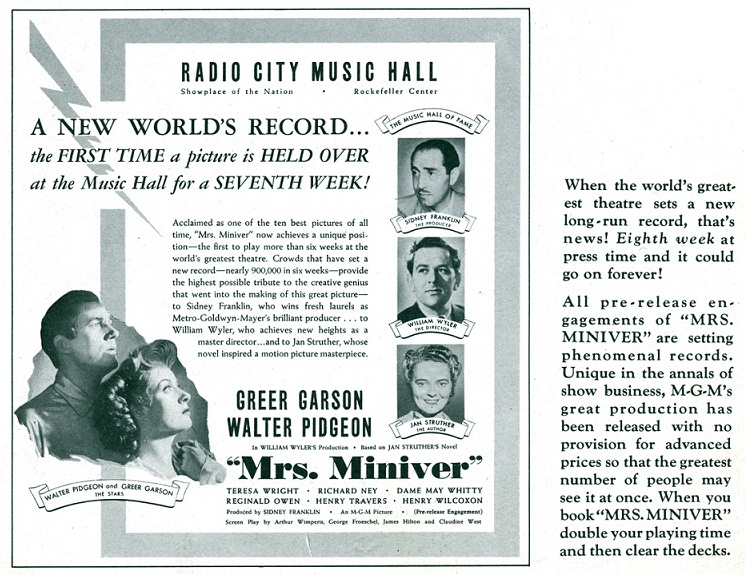 RADIO CITY MUSIC HALL
Showplace of the Nation • Rockefeller Center
A NEW WORLD'S RECORD...
the FIRST TIME a picture is HELD OVER
at the Music Hall for a SEVENTH WEEK!
THE MUSIC HALL OF FAME
SIDNEY FRANKLIN
THE PRODUCER
WILLIAM WYLER
THE DIRECTOR
JAN STRUTHER
THE AUTHOR
Acclaimed as one of the ten best pictures of all
time, "Mrs. Miniver" now achieves a unique posi-
tion—the first to play more than six weeks at the
world's greatest theatre. Crowds that have set a
new record—nearly 900,000 in six weeks—provide
the highest possible tribute to the creative genius
that went into the making of this great picture—
to Sidney Franklin, who wins fresh laurels as
Metro-Goldwyn-Mayer's brilliant producer . . . to
William Wyler, who achieves new heights as a
master director...and to Jan Struther, whose
novel inspired a motion picture masterpiece.
GREER GARSON
WALTER PIDGEON
In WILLIAM WYLER'S Production • Based on JAN STRUTHER'S Novel
"Mrs. Miniver"
WALTER PIDGEON and GREER GARSON
THE STARS
TERESA WRIGHT • RICHARD NEY • DAME MAY WHITTY
REGINALD OWEN • HENRY TRAVERS • HENRY WILCOXON
Produced by SIDNEY FRANKLIN • An M-G-M Picture • (Pre-release Engagement)
Screen Play by Arthur Wimperis, George Froeschel, James Hilton and Claudine West
When the world's great-
est theatre sets a new
long-run record, that's
news! Eighth week at
press time and it could
go on forever!
All pre-release en-
gagements of "MRS.
MINIVER" are setting
phenomenal records.
Unique in the annals of
show business, M-G-M's
great production has
been released with no
provision for advanced
prices so that the greatest
number of people may
see it at once. When you
book "MRS. MINIVER"
double your playing time
and then clear the decks.